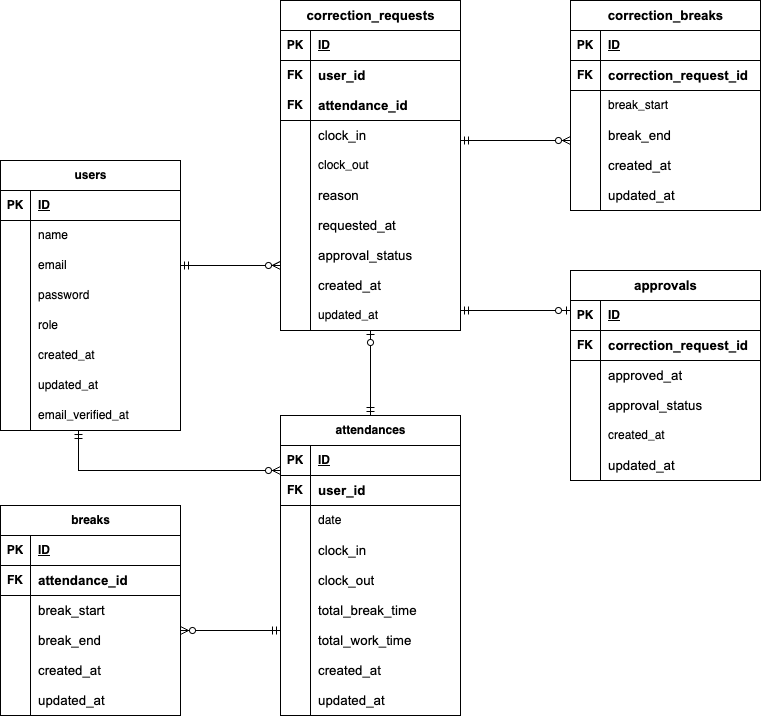 correction_requests
PK ID
FK user_id
FK attendance_id
clock_in
clock_out
reason
requested_at
approval_status
created_at
updated_at
correction_breaks
PK ID
FK correction_request_id
break_start
break_end
created_at
updated_at
users
PK ID
name
email
password
role
created_at
updated_at
email_verified_at
approvals
PK ID
FK correction_request_id
approved_at
approval_status
created_at
updated_at
attendances
PK ID
FK user_id
date
clock_in
clock_out
total_break_time
total_work_time
created_at
updated_at
breaks
PK ID
FK attendance_id
break_start
break_end
created_at
updated_at